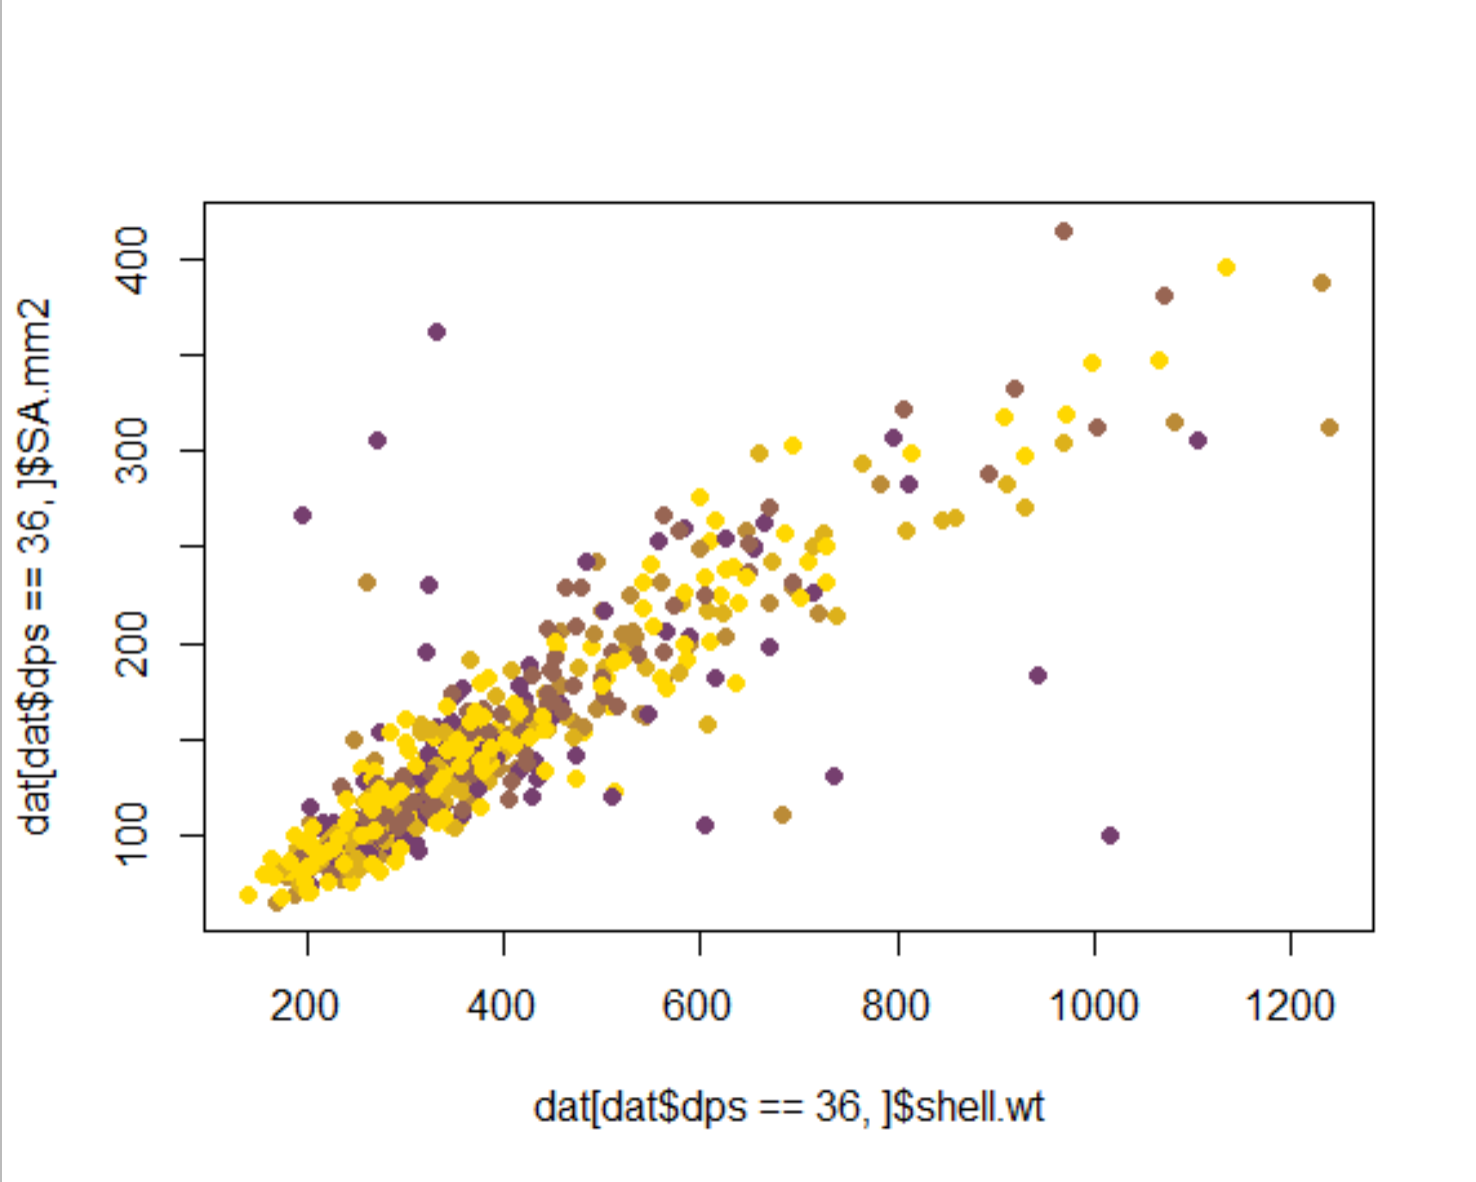 400
300
200
100
dat[dat$dps == 36, ]$SA.mm2
200 400 600 800 1000 1200
dat[dat$dps == 36, ]$shell.wt